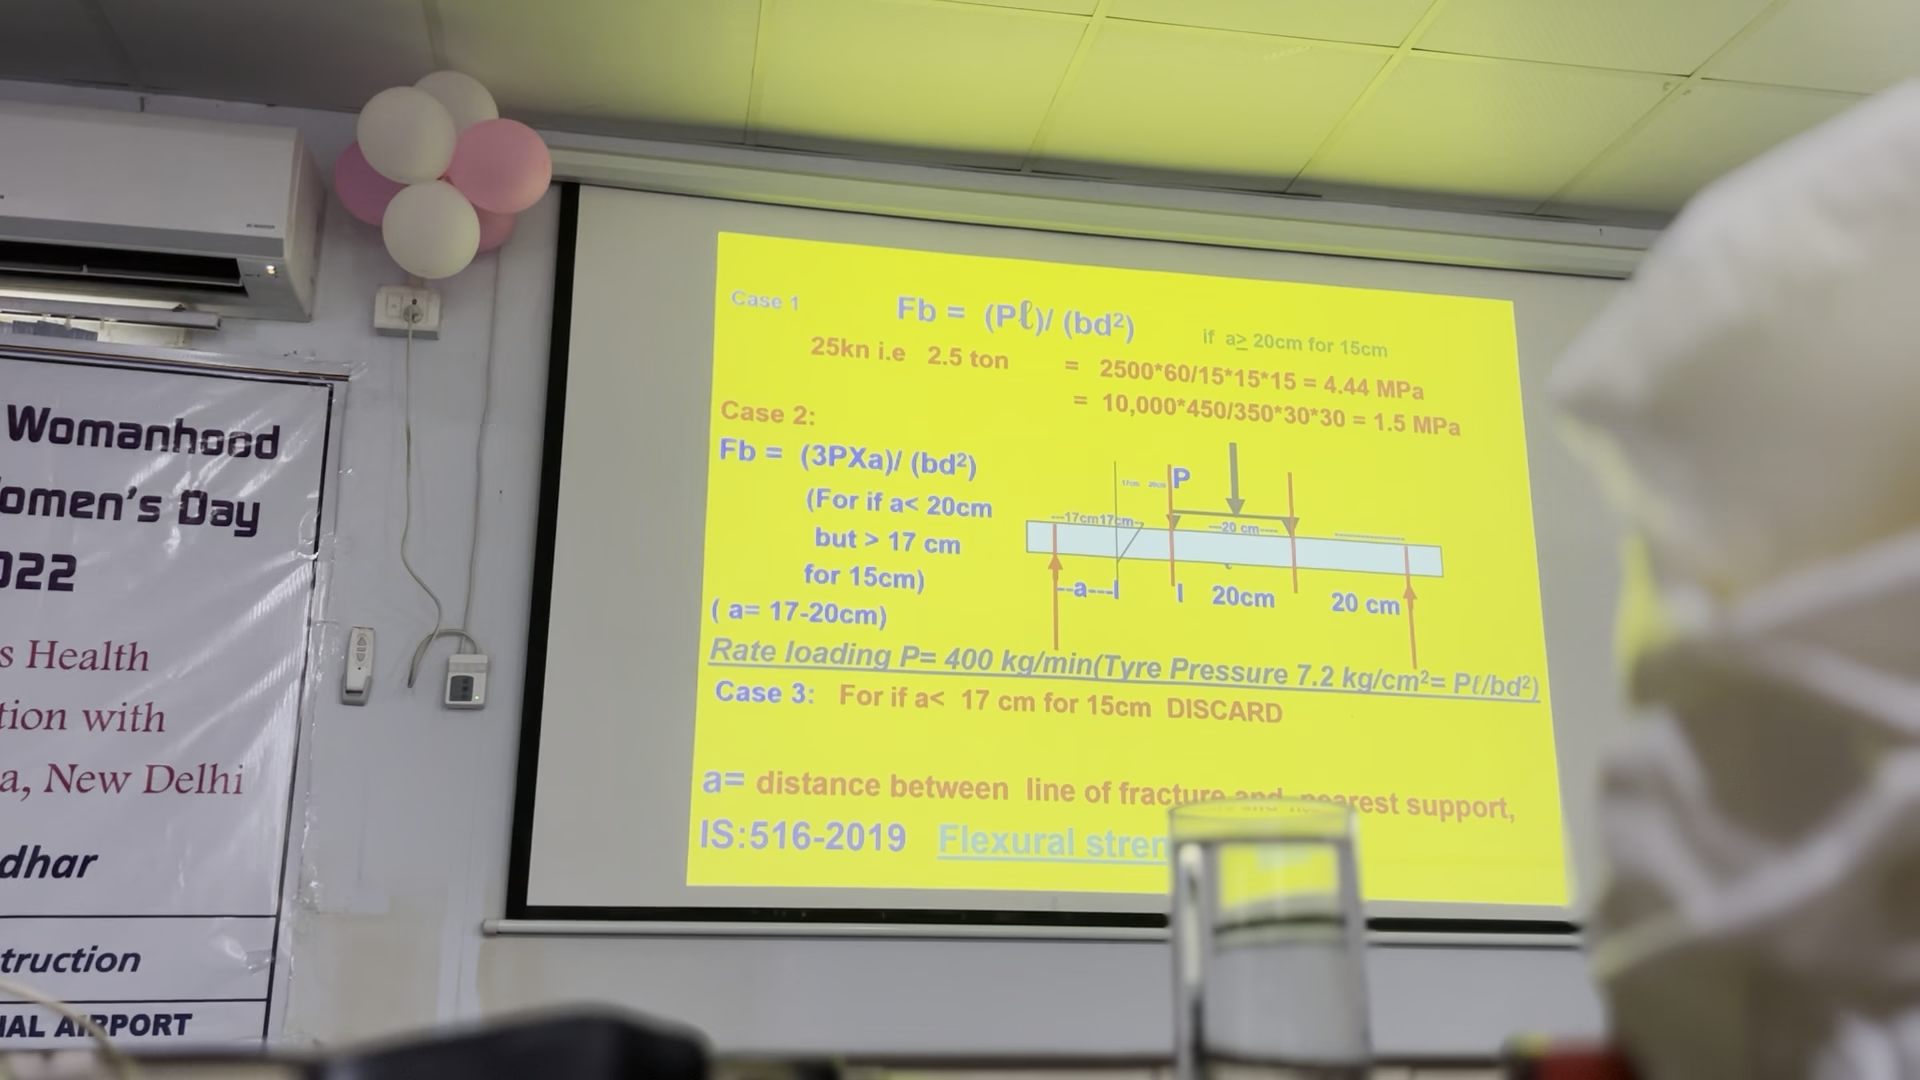 Womanhood
omen's Day
022
s Health
tion with
a, New Delhi
dhar
truction
AIRPORT
Case 1 Fb = (Pℓ)/ (bd²) if a≥ 20cm for 15cm
25kn i.e 2.5 ton = 2500*60/15*15*15 = 4.44 MPa
= 10,000*450/350*30*30 = 1.5 MPa
Case 2:
Fb = (3PXa)/ (bd²)
(For if a< 20cm
but > 17 cm
for 15cm)
( a= 17-20cm)
P
17cm 20cm
---17cm17cm--
---20 cm----
--a---l l 20cm 20 cm
Rate loading P= 400 kg/min(Tyre Pressure 7.2 kg/cm²= Pℓ/bd²)
Case 3: For if a< 17 cm for 15cm DISCARD
a= distance between line of fracture and nearest support,
IS:516-2019 Flexural stren